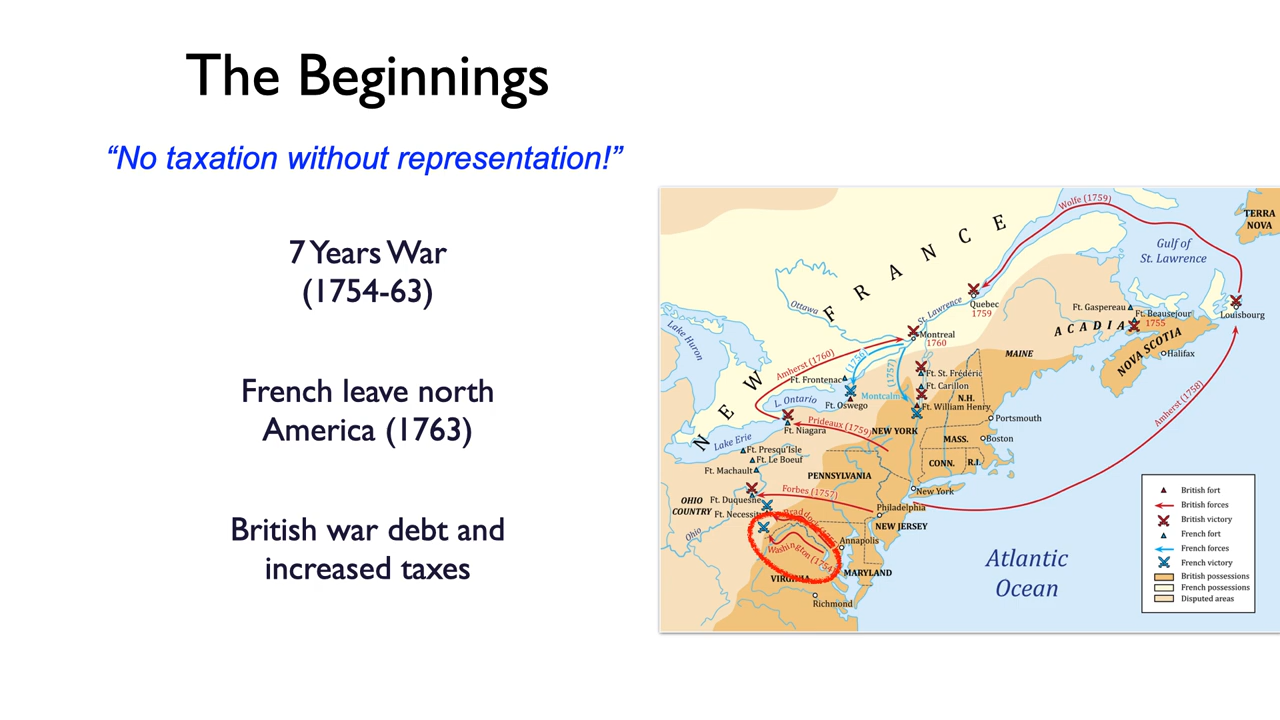 The Beginnings
“No taxation without representation!”
7 Years War
(1754-63)
French leave north
America (1763)
British war debt and
increased taxes
NEW FRANCE
Wolfe (1759)
TERRA
NOVA
Gulf of
St. Lawrence
Quebec
1759
Louisbourg
Ottawa
St. Lawrence
Ft. Gaspereau
Ft. Beausejour
1755
ACADIA
NOVA SCOTIA
Halifax
Lake Huron
Montreal
1760
MAINE
Amherst (1760)
(1756)
(1757)
Montcalm
Ft. Frontenac
Ft. St. Frédéric
Ft. Carillon
N.H.
Ft. William Henry
L. Ontario
Ft. Oswego
Portsmouth
Amherst (1758)
Ft. Niagara
Prideaux (1759)
NEW YORK
MASS.
Boston
Lake Erie
Ft. Presqu'Isle
Ft. Le Boeuf
Ft. Machault
CONN.
R.I.
PENNSYLVANIA
New York
Forbes (1757)
OHIO
COUNTRY
Ft. Duquesne
Ft. Necessity
Philadelphia
NEW JERSEY
Ohio
Braddock
Washington (1754)
Annapolis
MARYLAND
VIRGINIA
Richmond
Atlantic
Ocean
British fort
British forces
British victory
French fort
French forces
French victory
British possessions
French possessions
Disputed areas